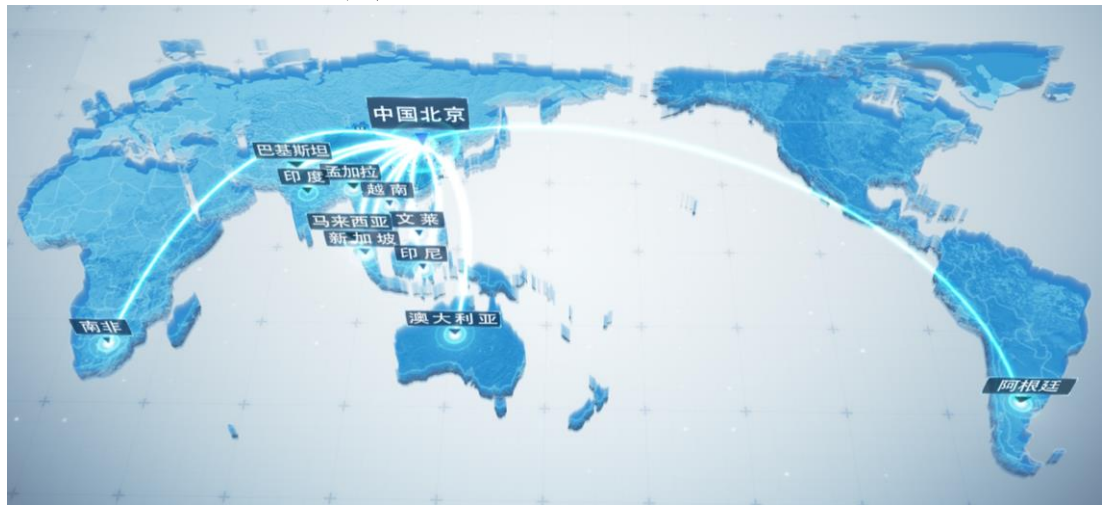 中国北京
巴基斯坦
印度
孟加拉
越南
马来西亚
文莱
新加坡
印尼
澳大利亚
南非
阿根廷